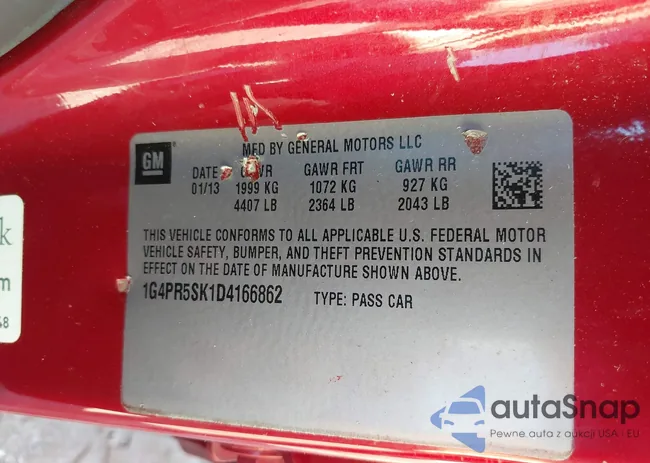 GM
MFD BY GENERAL MOTORS LLC
DATE GVWR GAWR FRT GAWR RR
01/13 1999 KG 1072 KG 927 KG
4407 LB 2364 LB 2043 LB
THIS VEHICLE CONFORMS TO ALL APPLICABLE U.S. FEDERAL MOTOR
VEHICLE SAFETY, BUMPER, AND THEFT PREVENTION STANDARDS IN
EFFECT ON THE DATE OF MANUFACTURE SHOWN ABOVE.
1G4PR5SK1D4166862 TYPE: PASS CAR
k
m
48
autaSnap
Pewne auta z aukcji USA - EU